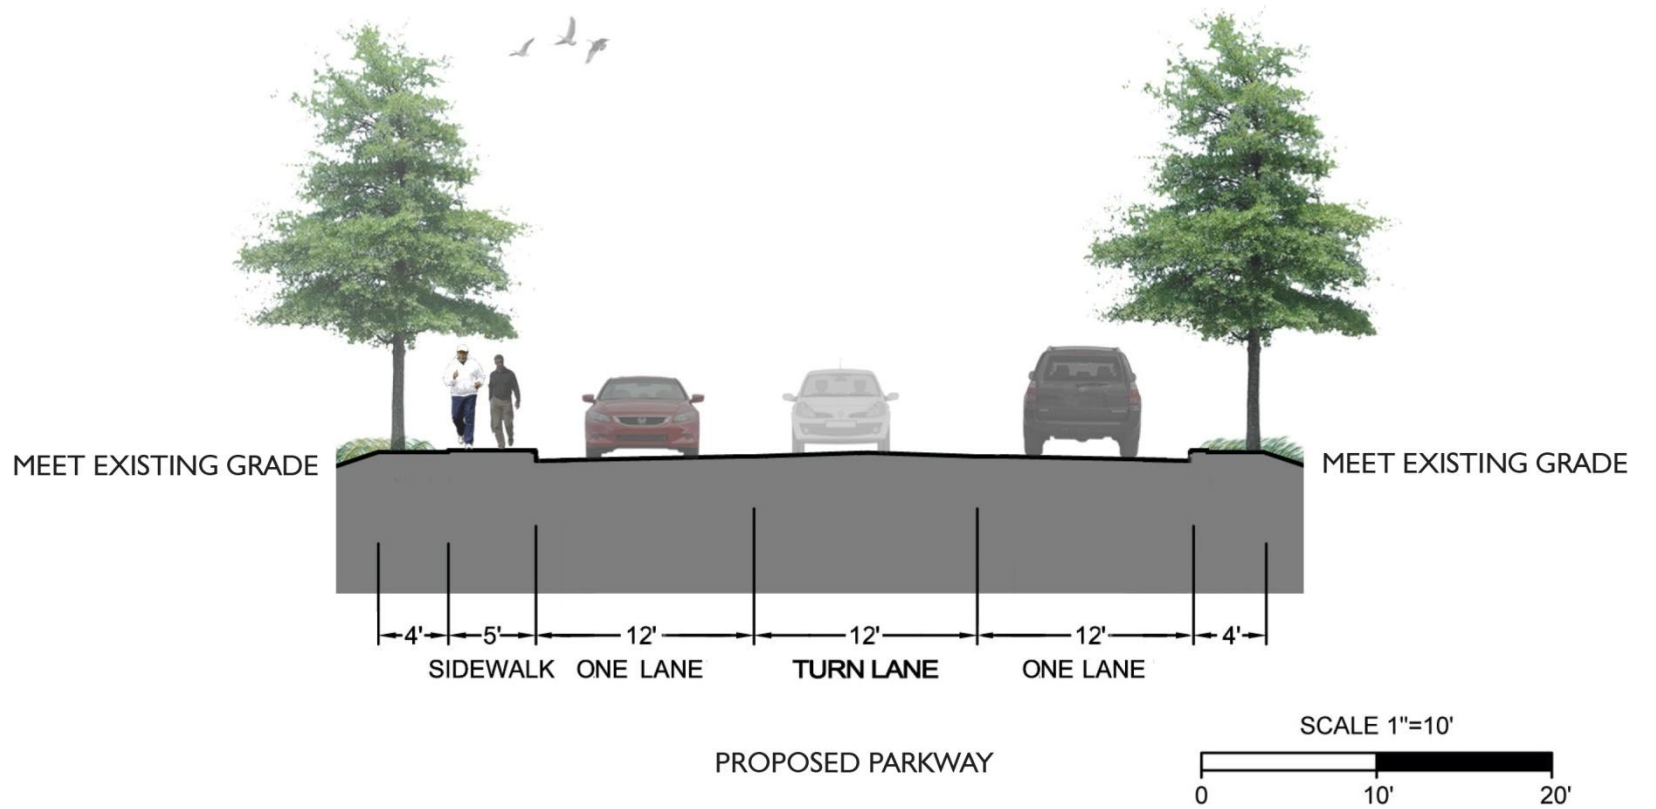 MEET EXISTING GRADE
MEET EXISTING GRADE
4' 5' 12' 12' 12' 4'
SIDEWALK ONE LANE TURN LANE ONE LANE
SCALE 1"=10'
PROPOSED PARKWAY
0 10' 20'